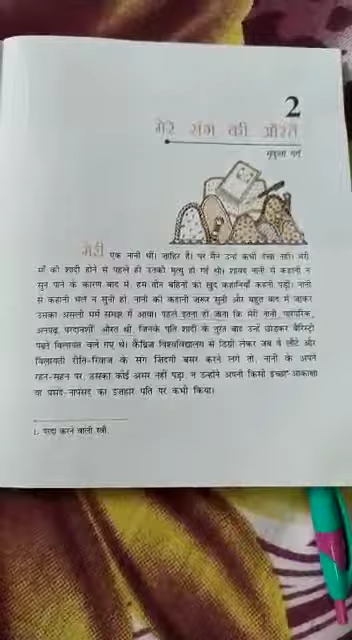 2
मेरे संग की औरतें
मृदुला गर्ग
मेरी एक नानी थीं। ज़ाहिर है। पर मैंने उन्हें कभी देखा नहीं। मेरी
माँ की शादी होने से पहले ही उनकी मृत्यु हो गई थी। शायद नानी से कहानी न
सुन पाने के कारण बाद में, हम तीन बहिनों को खुद कहानियाँ कहनी पड़ीं। नानी
से कहानी भले न सुनी हो, नानी की कहानी ज़रूर सुनी और बहुत बाद में जाकर
उसका असली मर्म समझ में आया। पहले इतना ही जाना कि मेरी नानी, पारंपरिक,
अनपढ़, परदानशीं¹ औरत थीं, जिनके पति शादी के तुरंत बाद उन्हें छोड़कर बैरिस्ट्री
पढ़ने विलायत चले गए थे। कैंब्रिज विश्वविद्यालय से डिग्री लेकर जब वे लौटे और
विलायती रीति-रिवाज के संग ज़िंदगी बसर करने लगे तो, नानी के अपने
रहन-सहन पर, उसका कोई असर नहीं पड़ा, न उन्होंने अपनी किसी इच्छा-आकांक्षा
या पसंद-नापसंद का इज़हार पति पर कभी किया।
1. परदा करने वाली स्त्री